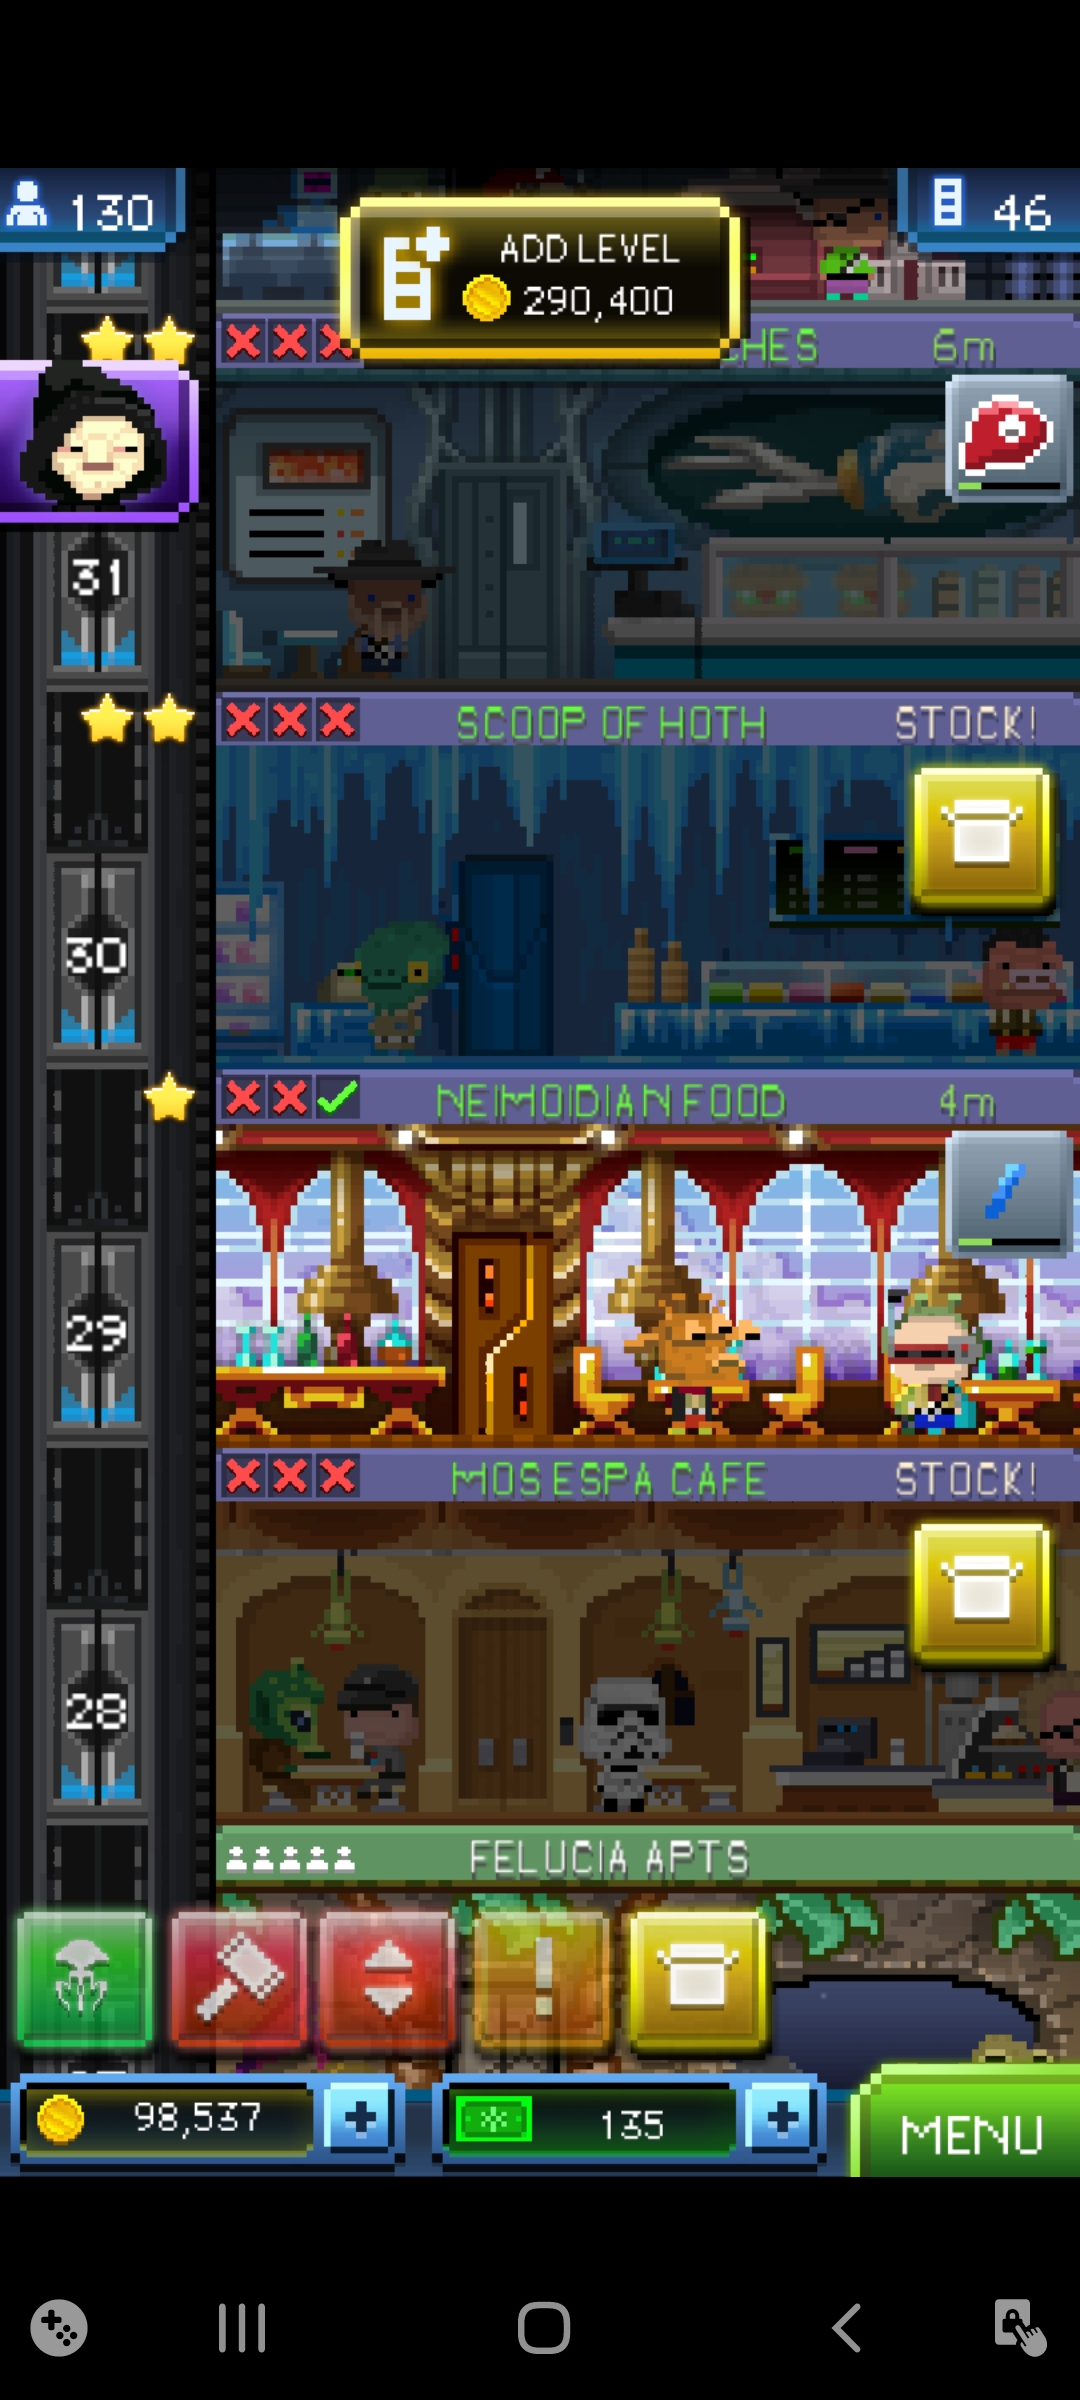 130
46
ADD LEVEL
290,400
CHES 6m
31
SCOOP OF HOTH STOCK!
30
NEIMOIDIAN FOOD 4m
29
MOS ESPA CAFE STOCK!
28
FELUCIA APTS
98,537
135
MENU